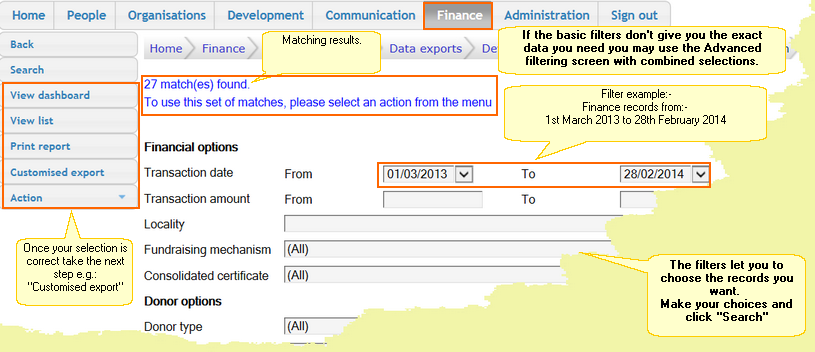 Home People Organisations Development Communication Finance Administration Sign out
Back
Search
View dashboard
View list
Print report
Customised export
Action
Home Finance Data exports
Matching results.
If the basic filters don't give you the exact
data you need you may use the Advanced
filtering screen with combined selections.
27 match(es) found.
To use this set of matches, please select an action from the menu
Filter example:-
Finance records from:-
1st March 2013 to 28th February 2014
Financial options
Transaction date From 01/03/2013 To 28/02/2014
Transaction amount From To
Locality
Fundraising mechanism (All)
Consolidated certificate (All)
Donor options
Donor type (All)
Once your selection is
correct take the next
step e.g.:
"Customised export"
The filters let you to
choose the records you
want.
Make your choices and
click "Search"